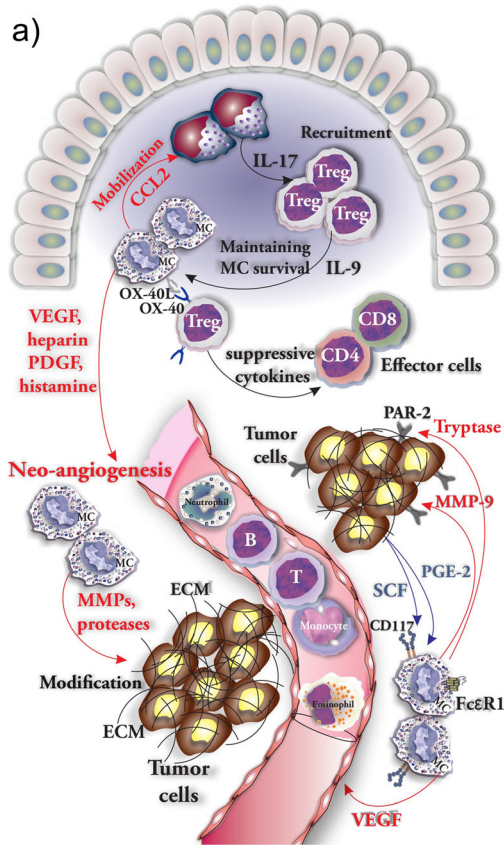 a)
Mobilization
CCL2
IL-17
Recruitment
Treg
Treg
Treg
MC
MC
Maintaining
MC survival
IL-9
OX-40L
OX-40
Treg
VEGF,
heparin
PDGF,
histamine
suppressive
cytokines
CD8
CD4
Effector cells
Neo-angiogenesis
MC
MC
MMPs,
proteases
Neutrophil
B
T
Monocyte
Eosinophil
ECM
Modification
ECM
Tumor
cells
Tumor
cells
PAR-2
Tryptase
MMP-9
SCF
PGE-2
CD117
MC
FcεR1
MC
VEGF